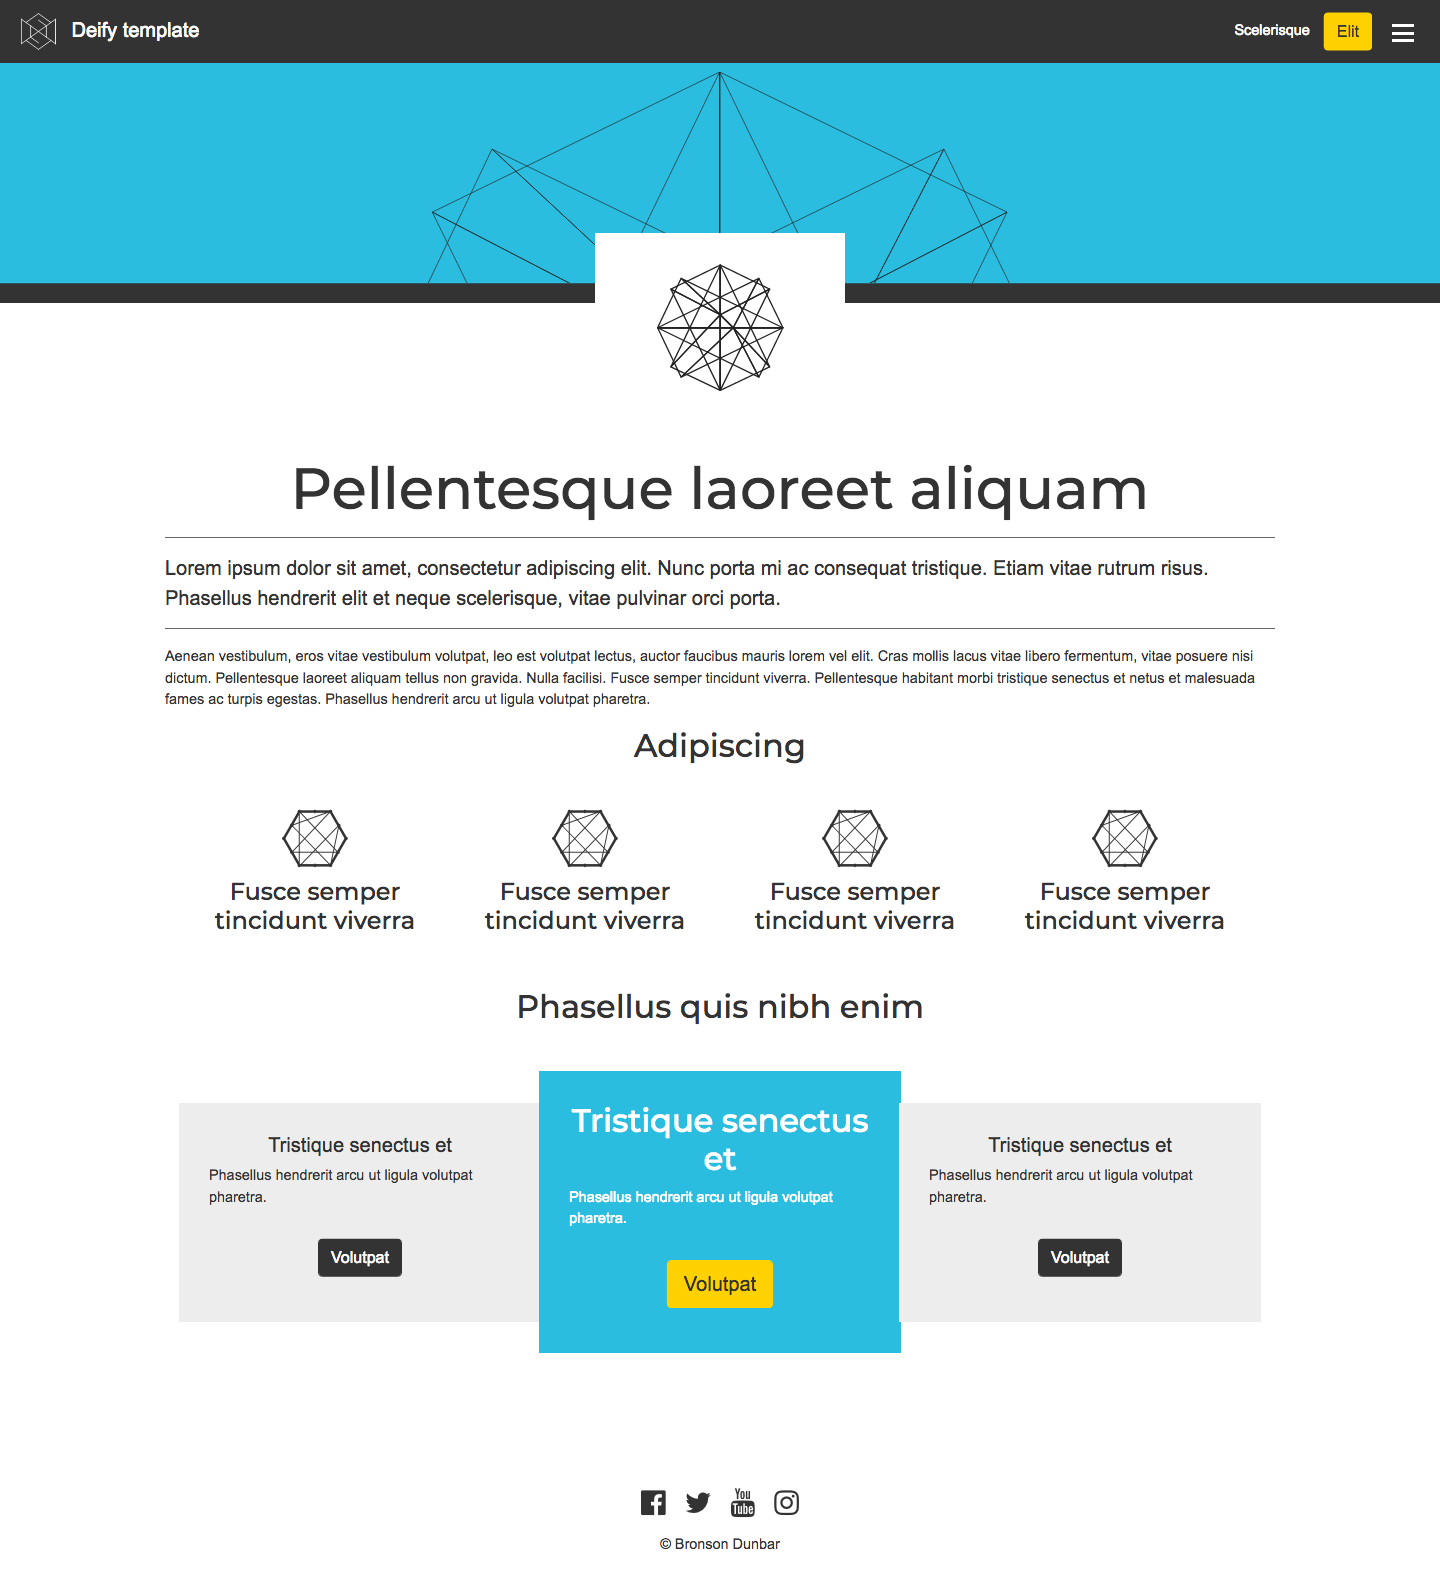 Deify template
Scelerisque
Elit
Pellentesque laoreet aliquam
Lorem ipsum dolor sit amet, consectetur adipiscing elit. Nunc porta mi ac consequat tristique. Etiam vitae rutrum risus.
Phasellus hendrerit elit et neque scelerisque, vitae pulvinar orci porta.
Aenean vestibulum, eros vitae vestibulum volutpat, leo est volutpat lectus, auctor faucibus mauris lorem vel elit. Cras mollis lacus vitae libero fermentum, vitae posuere nisi
dictum. Pellentesque laoreet aliquam tellus non gravida. Nulla facilisi. Fusce semper tincidunt viverra. Pellentesque habitant morbi tristique senectus et netus et malesuada
fames ac turpis egestas. Phasellus hendrerit arcu ut ligula volutpat pharetra.
Adipiscing
Fusce semper
tincidunt viverra
Fusce semper
tincidunt viverra
Fusce semper
tincidunt viverra
Fusce semper
tincidunt viverra
Phasellus quis nibh enim
Tristique senectus et
Phasellus hendrerit arcu ut ligula volutpat
pharetra.
Volutpat
Tristique senectus
et
Phasellus hendrerit arcu ut ligula volutpat
pharetra.
Volutpat
Tristique senectus et
Phasellus hendrerit arcu ut ligula volutpat
pharetra.
Volutpat
You
Tube
© Bronson Dunbar